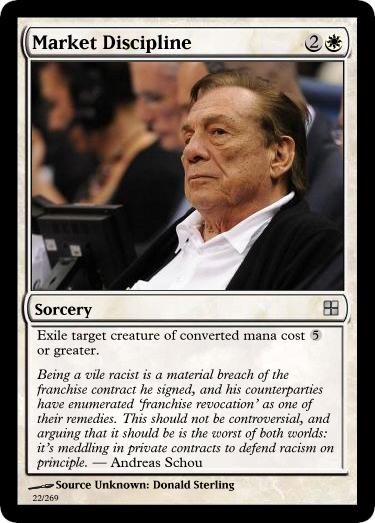 Market Discipline 2
Sorcery
Exile target creature of converted mana cost 5
or greater.
Being a vile racist is a material breach of the
franchise contract he signed, and his counterparties
have enumerated ‘franchise revocation’ as one of
their remedies. This should not be controversial, and
arguing that it should be is the worst of both worlds:
it’s meddling in private contracts to defend racism on
principle. — Andreas Schou
Source Unknown: Donald Sterling
22/269